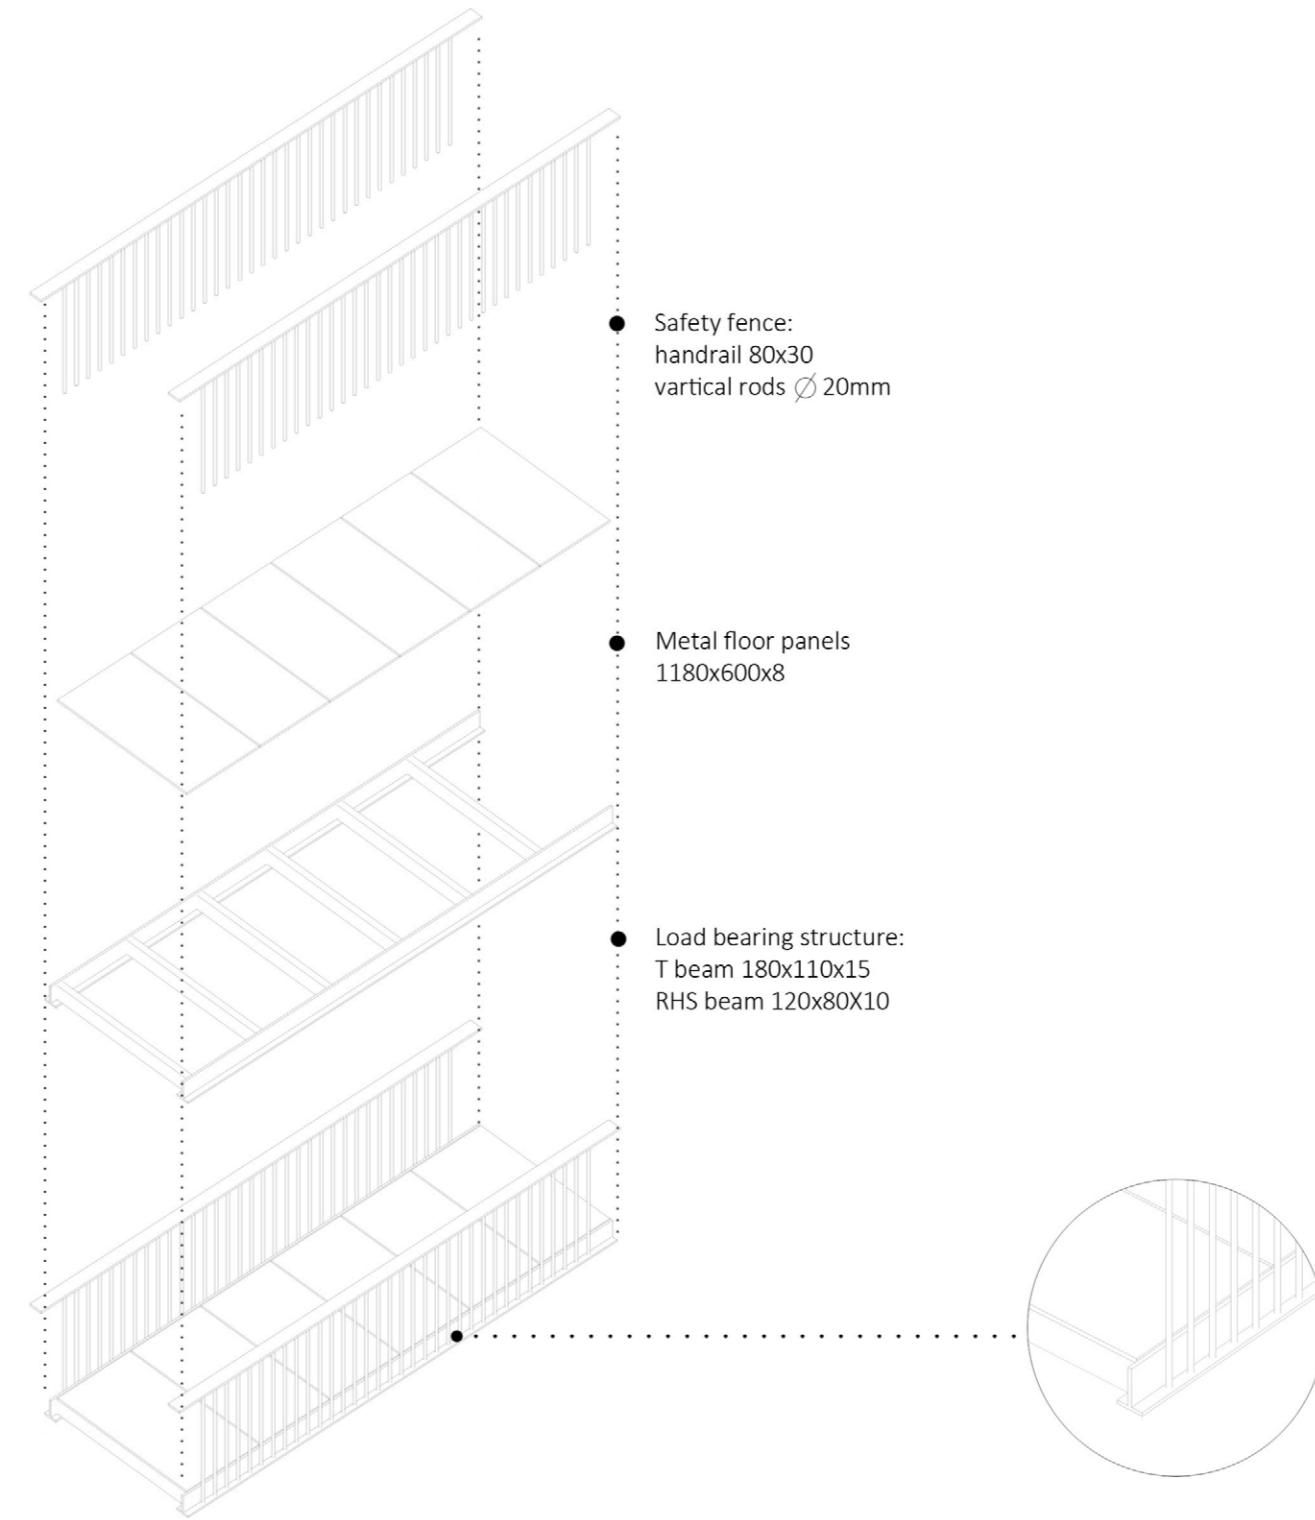 Safety fence:
handrail 80x30
vartical rods ∅ 20mm
Metal floor panels
1180x600x8
Load bearing structure:
T beam 180x110x15
RHS beam 120x80X10